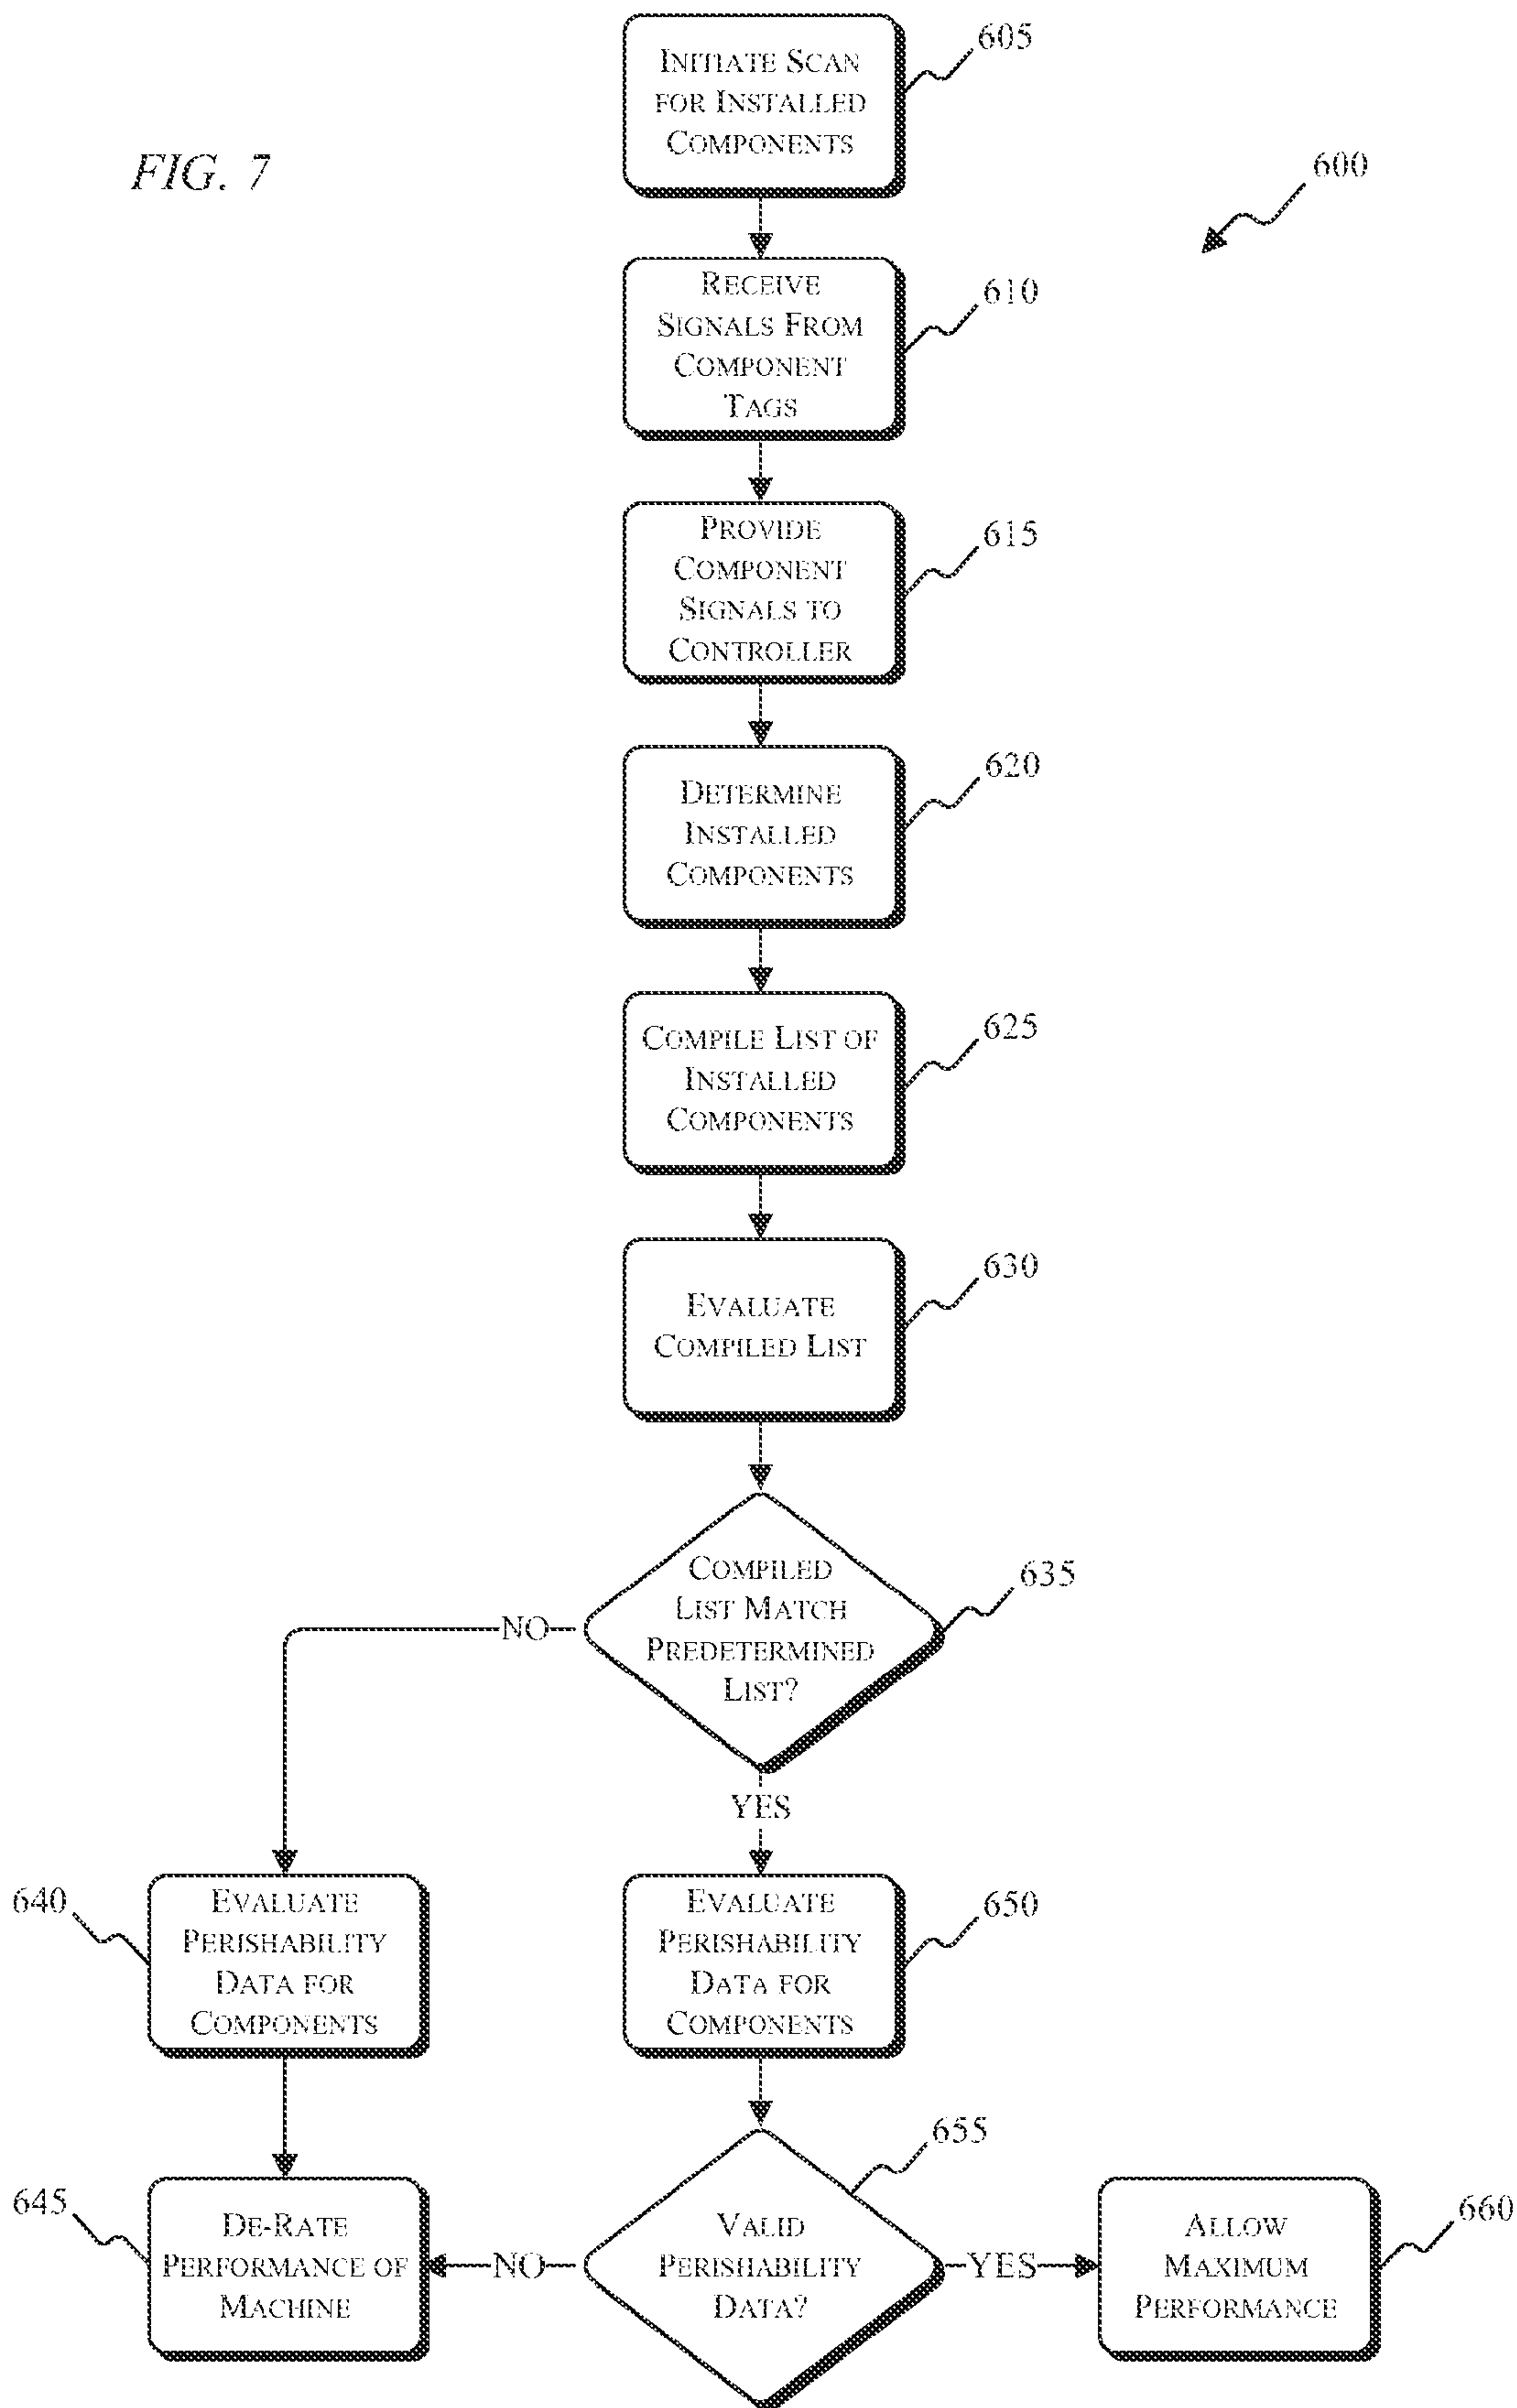 FIG. 7
600
INITIATE SCAN
FOR INSTALLED
COMPONENTS
605
RECEIVE
SIGNALS FROM
COMPONENT
TAGS
610
PROVIDE
COMPONENT
SIGNALS TO
CONTROLLER
615
DETERMINE
INSTALLED
COMPONENTS
620
COMPILE LIST OF
INSTALLED
COMPONENTS
625
EVALUATE
COMPILED LIST
630
COMPILED
LIST MATCH
PREDETERMINED
LIST?
635
NO
YES
640
EVALUATE
PERISHABILITY
DATA FOR
COMPONENTS
EVALUATE
PERISHABILITY
DATA FOR
COMPONENTS
650
645
DE-RATE
PERFORMANCE OF
MACHINE
NO
VALID
PERISHABILITY
DATA?
655
YES
ALLOW
MAXIMUM
PERFORMANCE
660